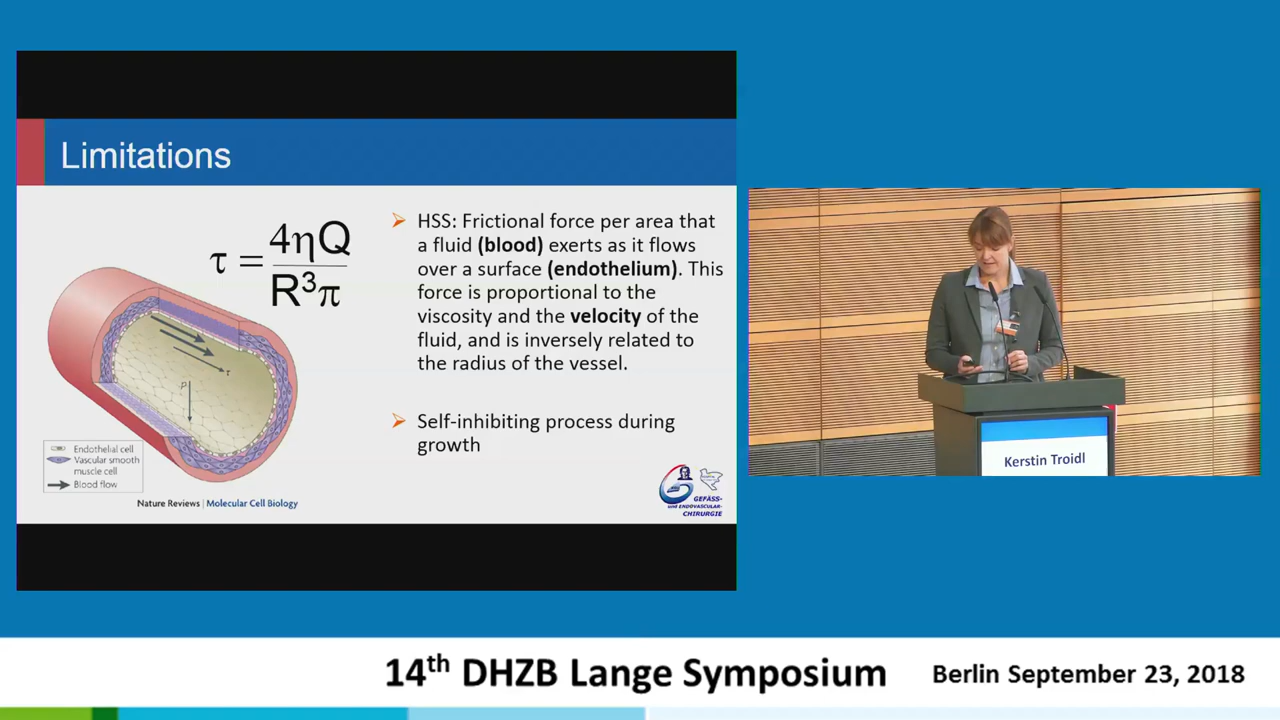 Limitations
τ = 4ηQ / R³π
HSS: Frictional force per area that
a fluid (blood) exerts as it flows
over a surface (endothelium). This
force is proportional to the
viscosity and the velocity of the
fluid, and is inversely related to
the radius of the vessel.
Self-inhibiting process during
growth
τ
P
Endothelial cell
Vascular smooth
muscle cell
Blood flow
Nature Reviews | Molecular Cell Biology
GEFÄSS-
und ENDOVASCULAR-
CHIRURGIE
Kerstin Troidl
14th DHZB Lange Symposium
Berlin September 23, 2018